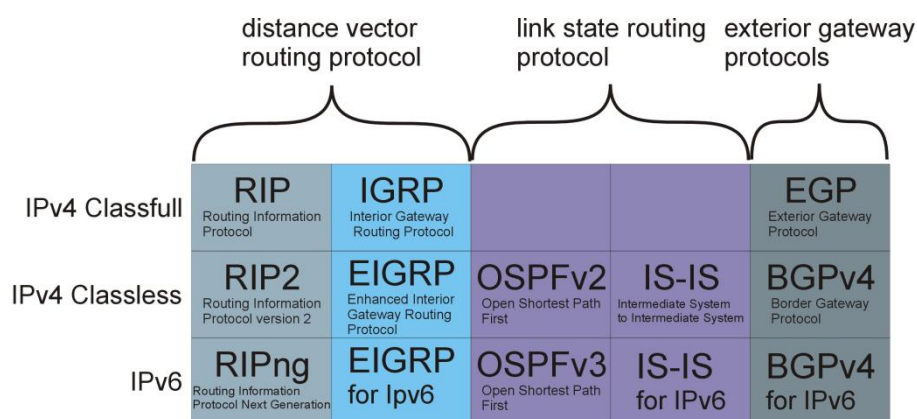 distance vector
routing protocol
link state routing
protocol
exterior gateway
protocols
IPv4 Classfull
RIP
Routing Information
Protocol
IGRP
Interior Gateway
Routing Protocol
EGP
Exterior Gateway
Protocol
IPv4 Classless
RIP2
Routing Information
Protocol version 2
EIGRP
Enhanced Interior
Gateway Routing
Protocol
OSPFv2
Open Shortest Path
First
IS-IS
Intermediate System
to Intermediate System
BGPv4
Border Gateway
Protocol
IPv6
RIPng
Routing Information
Protocol Next Generation
EIGRP
for Ipv6
OSPFv3
Open Shortest Path
First
IS-IS
for IPv6
BGPv4
for IPv6